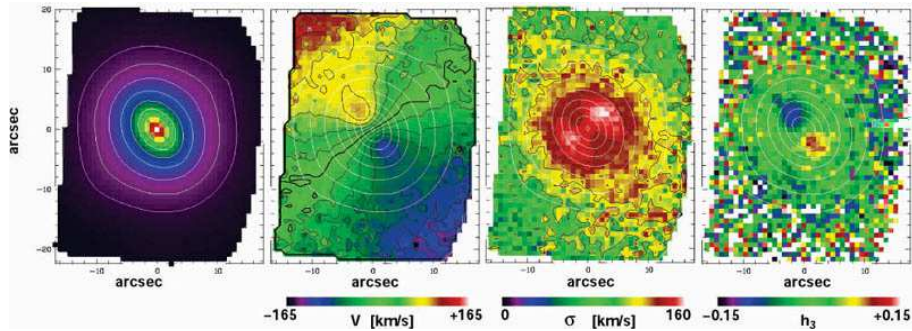 20
10
0
−10
−20
arcsec
−10 0 10
−10 0 10
−10 0 10
−10 0 10
arcsec arcsec arcsec arcsec
−165 V [km/s] +165
0 σ [km/s] 160
−0.15 h3 +0.15